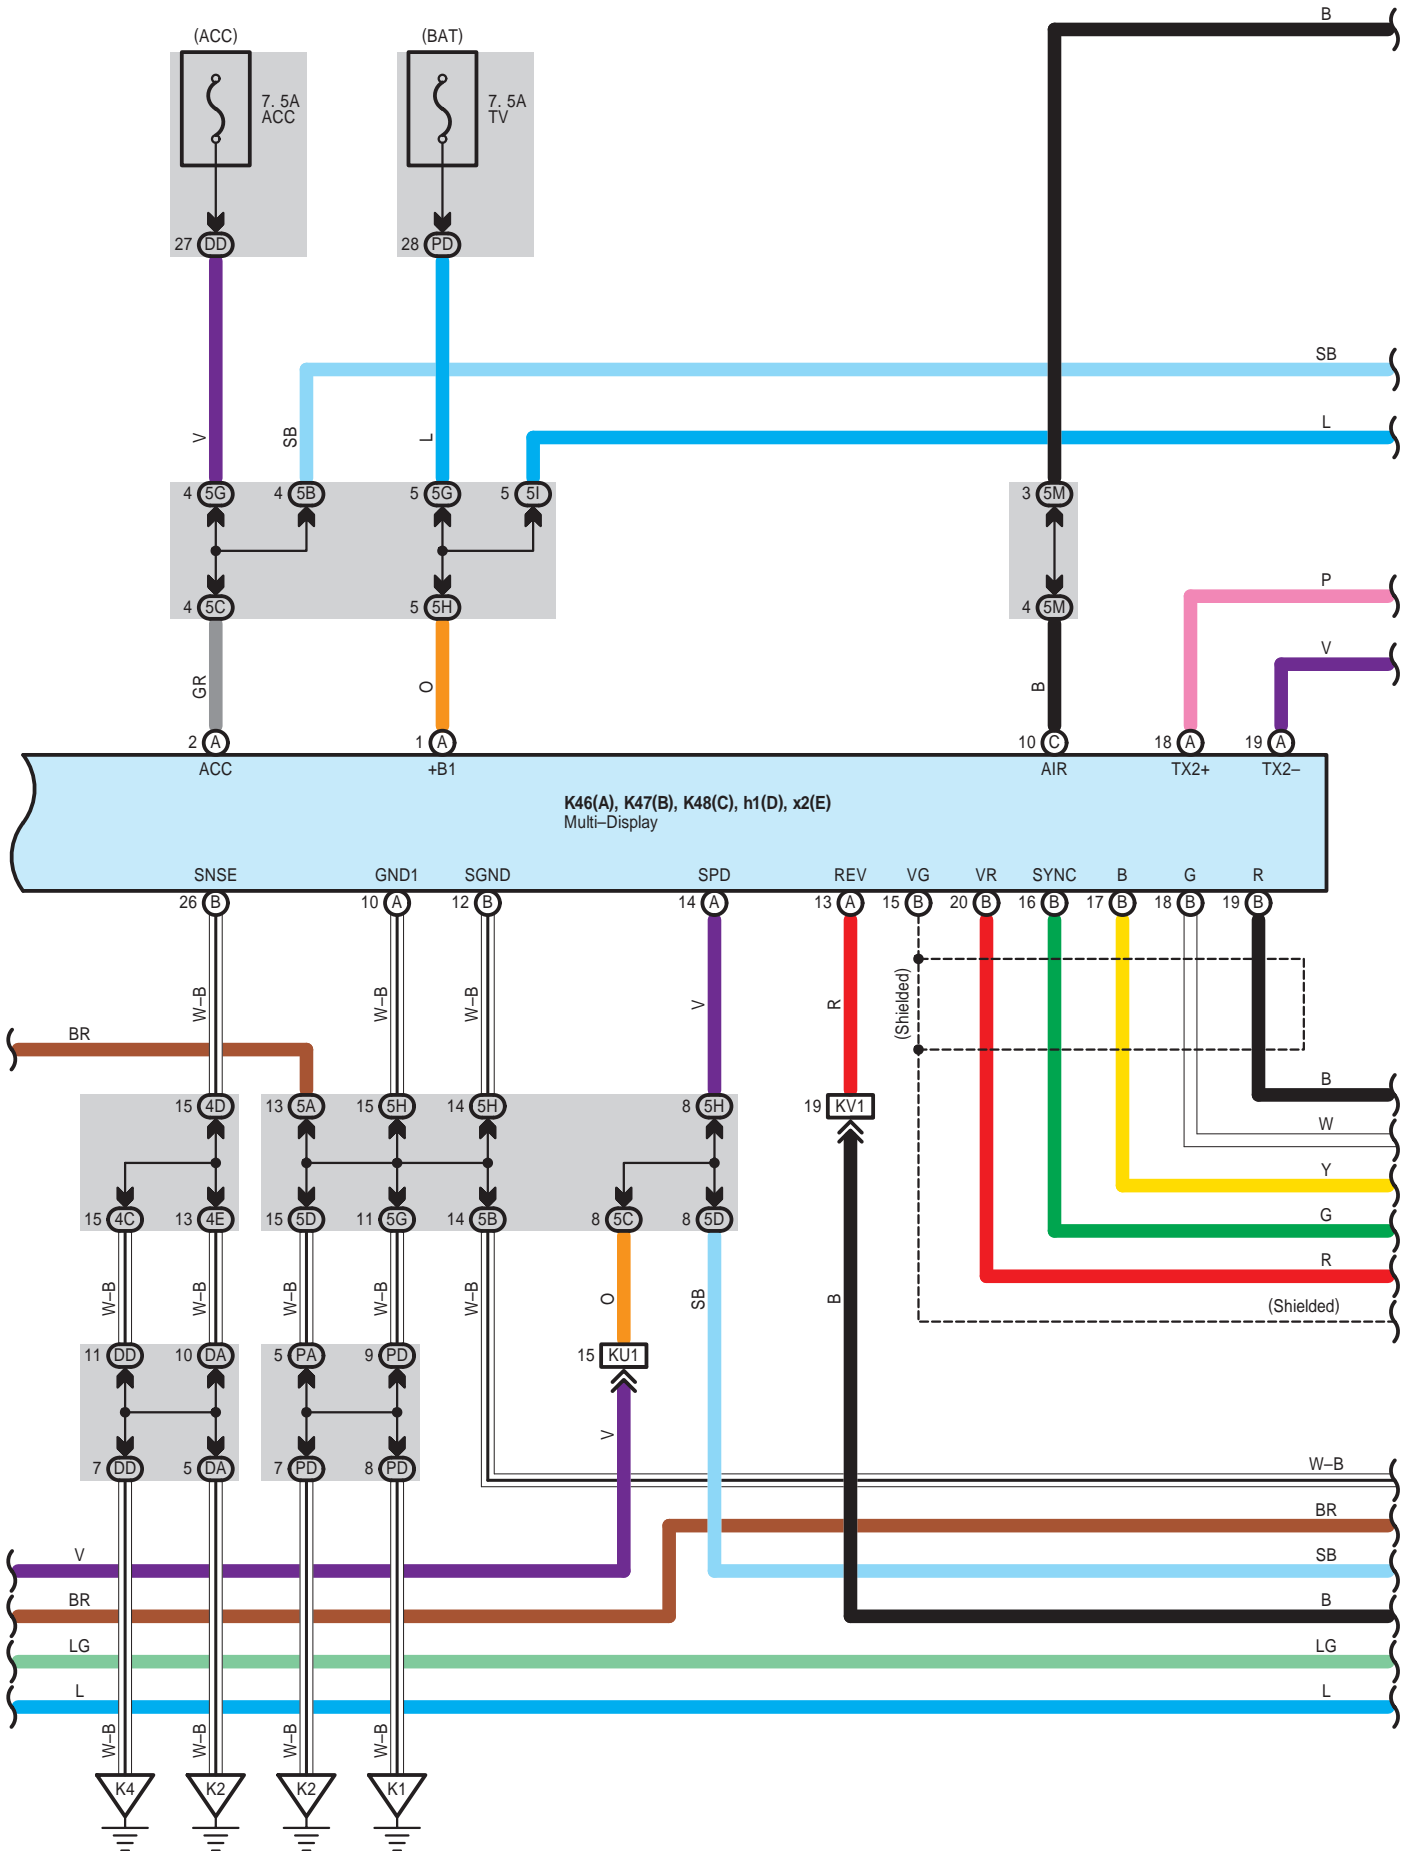 B
(ACC) (BAT)
7. 5A
ACC
7. 5A
TV
27 DD 28 PD
SB
L
V SB L
4 5G 4 5B 5 5G 5 5I 3 5M
P
4 5C 5 5H 4 5M
V
GR O B
2 A 1 A 10 C 18 A 19 A
ACC +B1 AIR TX2+ TX2–
K46(A), K47(B), K48(C), h1(D), x2(E)
Multi–Display
SNSE GND1 SGND SPD REV VG VR SYNC B G R
26 B 10 A 12 B 14 A 13 A 15 B 20 B 16 B 17 B 18 B 19 B
W–B W–B W–B V R (Shielded)
BR
B
15 4D 13 5A 15 5H 14 5H 8 5H 19 KV1
W
Y
15 4C 13 4E 15 5D 11 5G 14 5B 8 5C 8 5D
G
R
W–B W–B W–B W–B W–B O SB B
(Shielded)
11 DD 10 DA 5 PA 9 PD 15 KU1
V
7 DD 5 DA 7 PD 8 PD
W–B
BR
V SB
BR B
LG LG
L L
W–B W–B W–B W–B
K4 K2 K2 K1